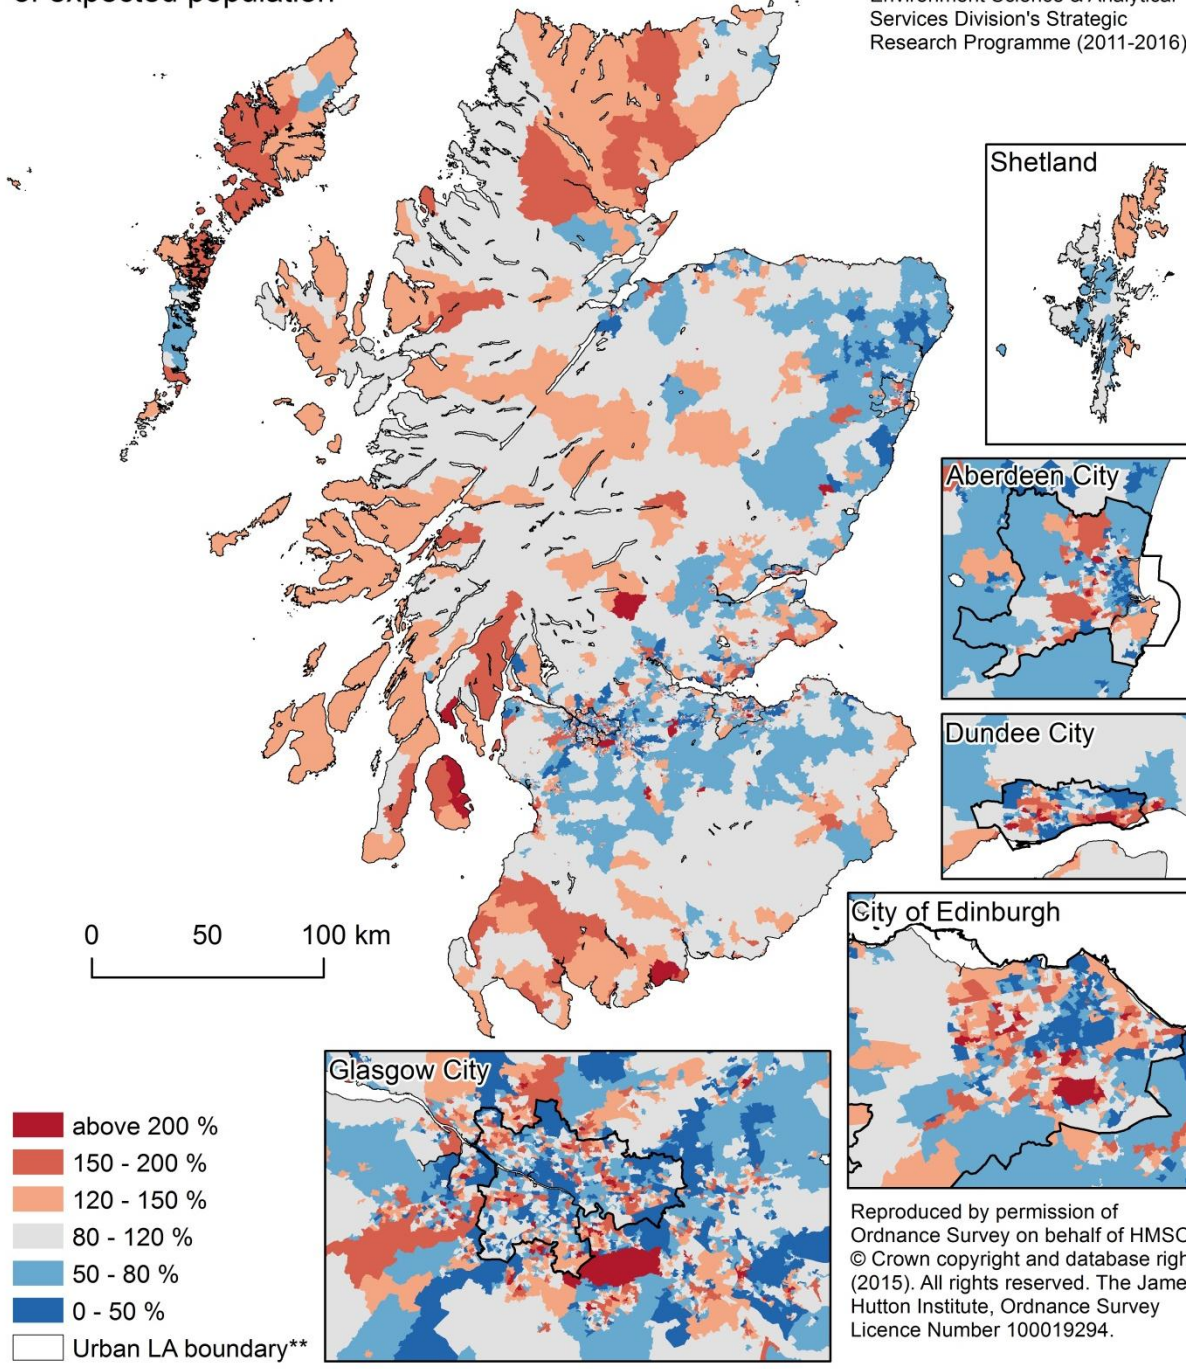 of expected population
Environment Science & Analytical
Services Division's Strategic
Research Programme (2011-2016)
Shetland
Aberdeen City
Dundee City
City of Edinburgh
0 50 100 km
Glasgow City
above 200 %
150 - 200 %
120 - 150 %
80 - 120 %
50 - 80 %
0 - 50 %
Urban LA boundary**
Reproduced by permission of
Ordnance Survey on behalf of HMSO
© Crown copyright and database righ
(2015). All rights reserved. The Jame
Hutton Institute, Ordnance Survey
Licence Number 100019294.